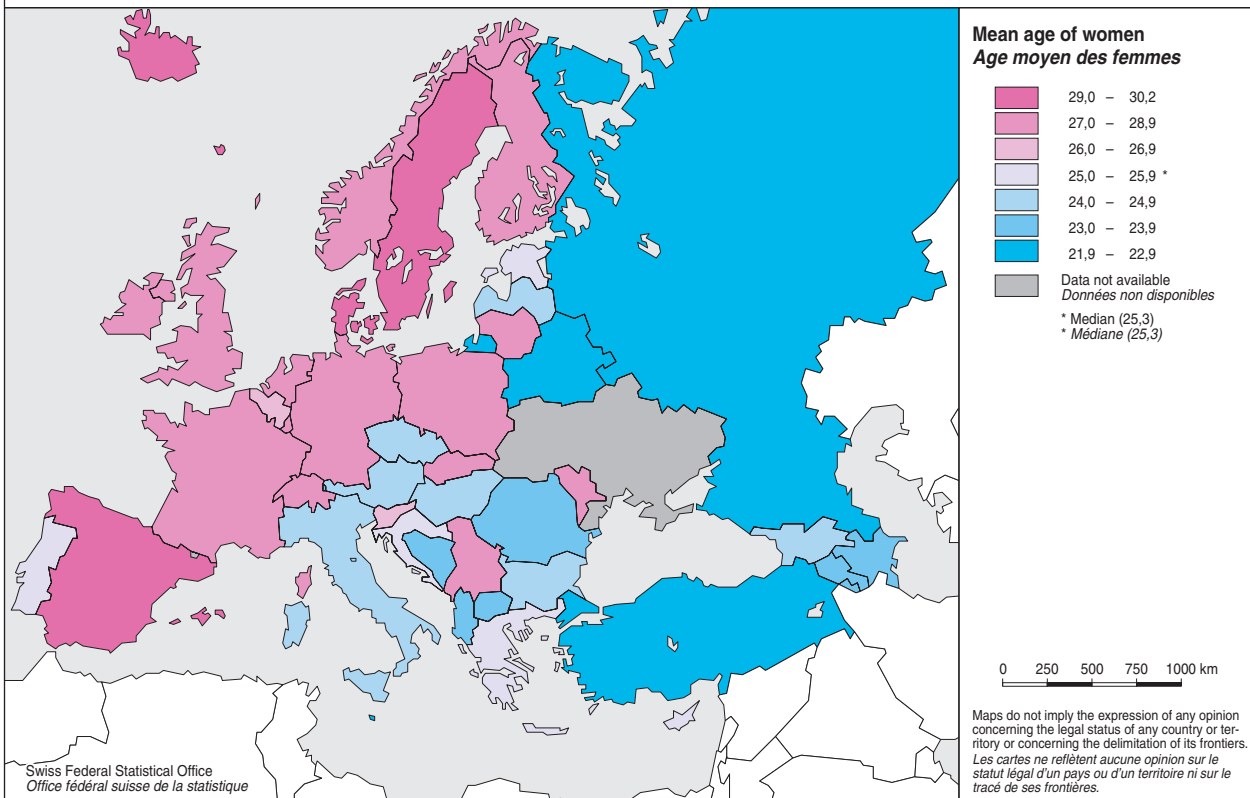 Mean age of women
Age moyen des femmes
29,0 – 30,2
27,0 – 28,9
26,0 – 26,9
25,0 – 25,9 *
24,0 – 24,9
23,0 – 23,9
21,9 – 22,9
Data not available
Données non disponibles
* Median (25,3)
* Médiane (25,3)
0 250 500 750 1000 km
Maps do not imply the expression of any opinion
concerning the legal status of any country or ter-
ritory or concerning the delimitation of its frontiers.
Les cartes ne reflètent aucune opinion sur le
statut légal d'un pays ou d'un territoire ni sur le
tracé de ses frontières.
Swiss Federal Statistical Office
Office fédéral suisse de la statistique